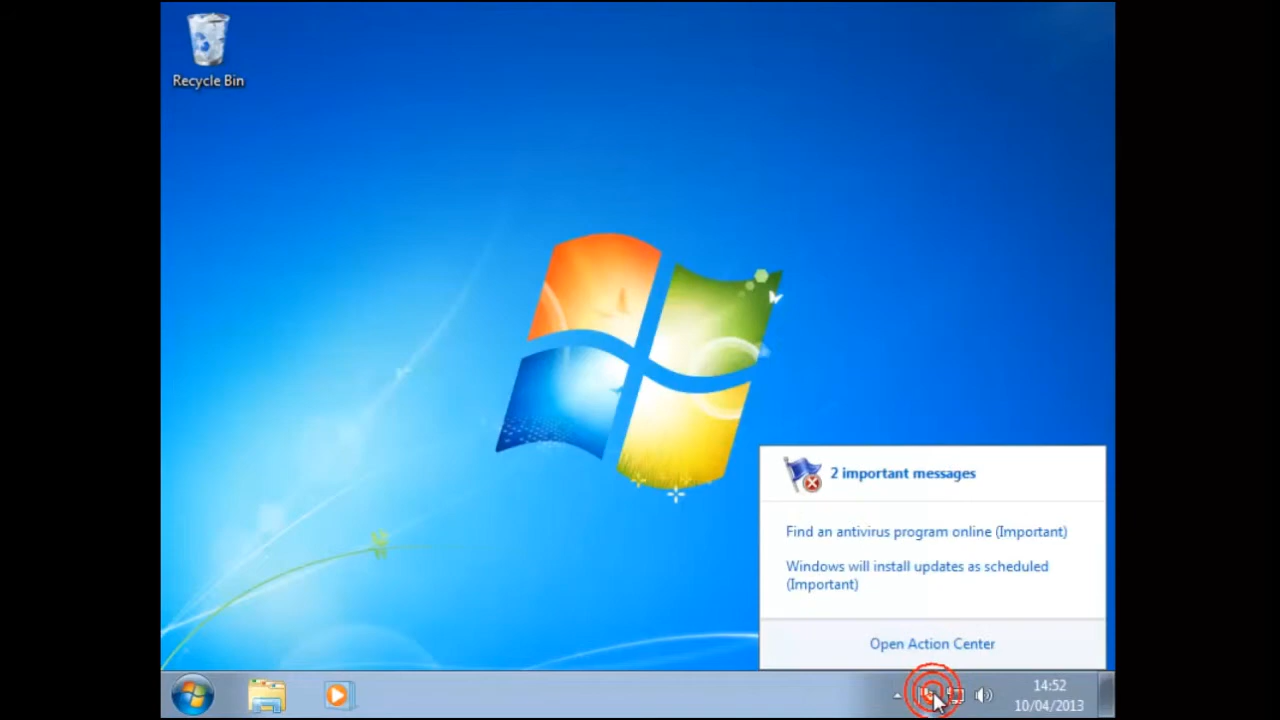 Recycle Bin
2 important messages
Find an antivirus program online (Important)
Windows will install updates as scheduled
(Important)
Open Action Center
14:52
10/04/2013